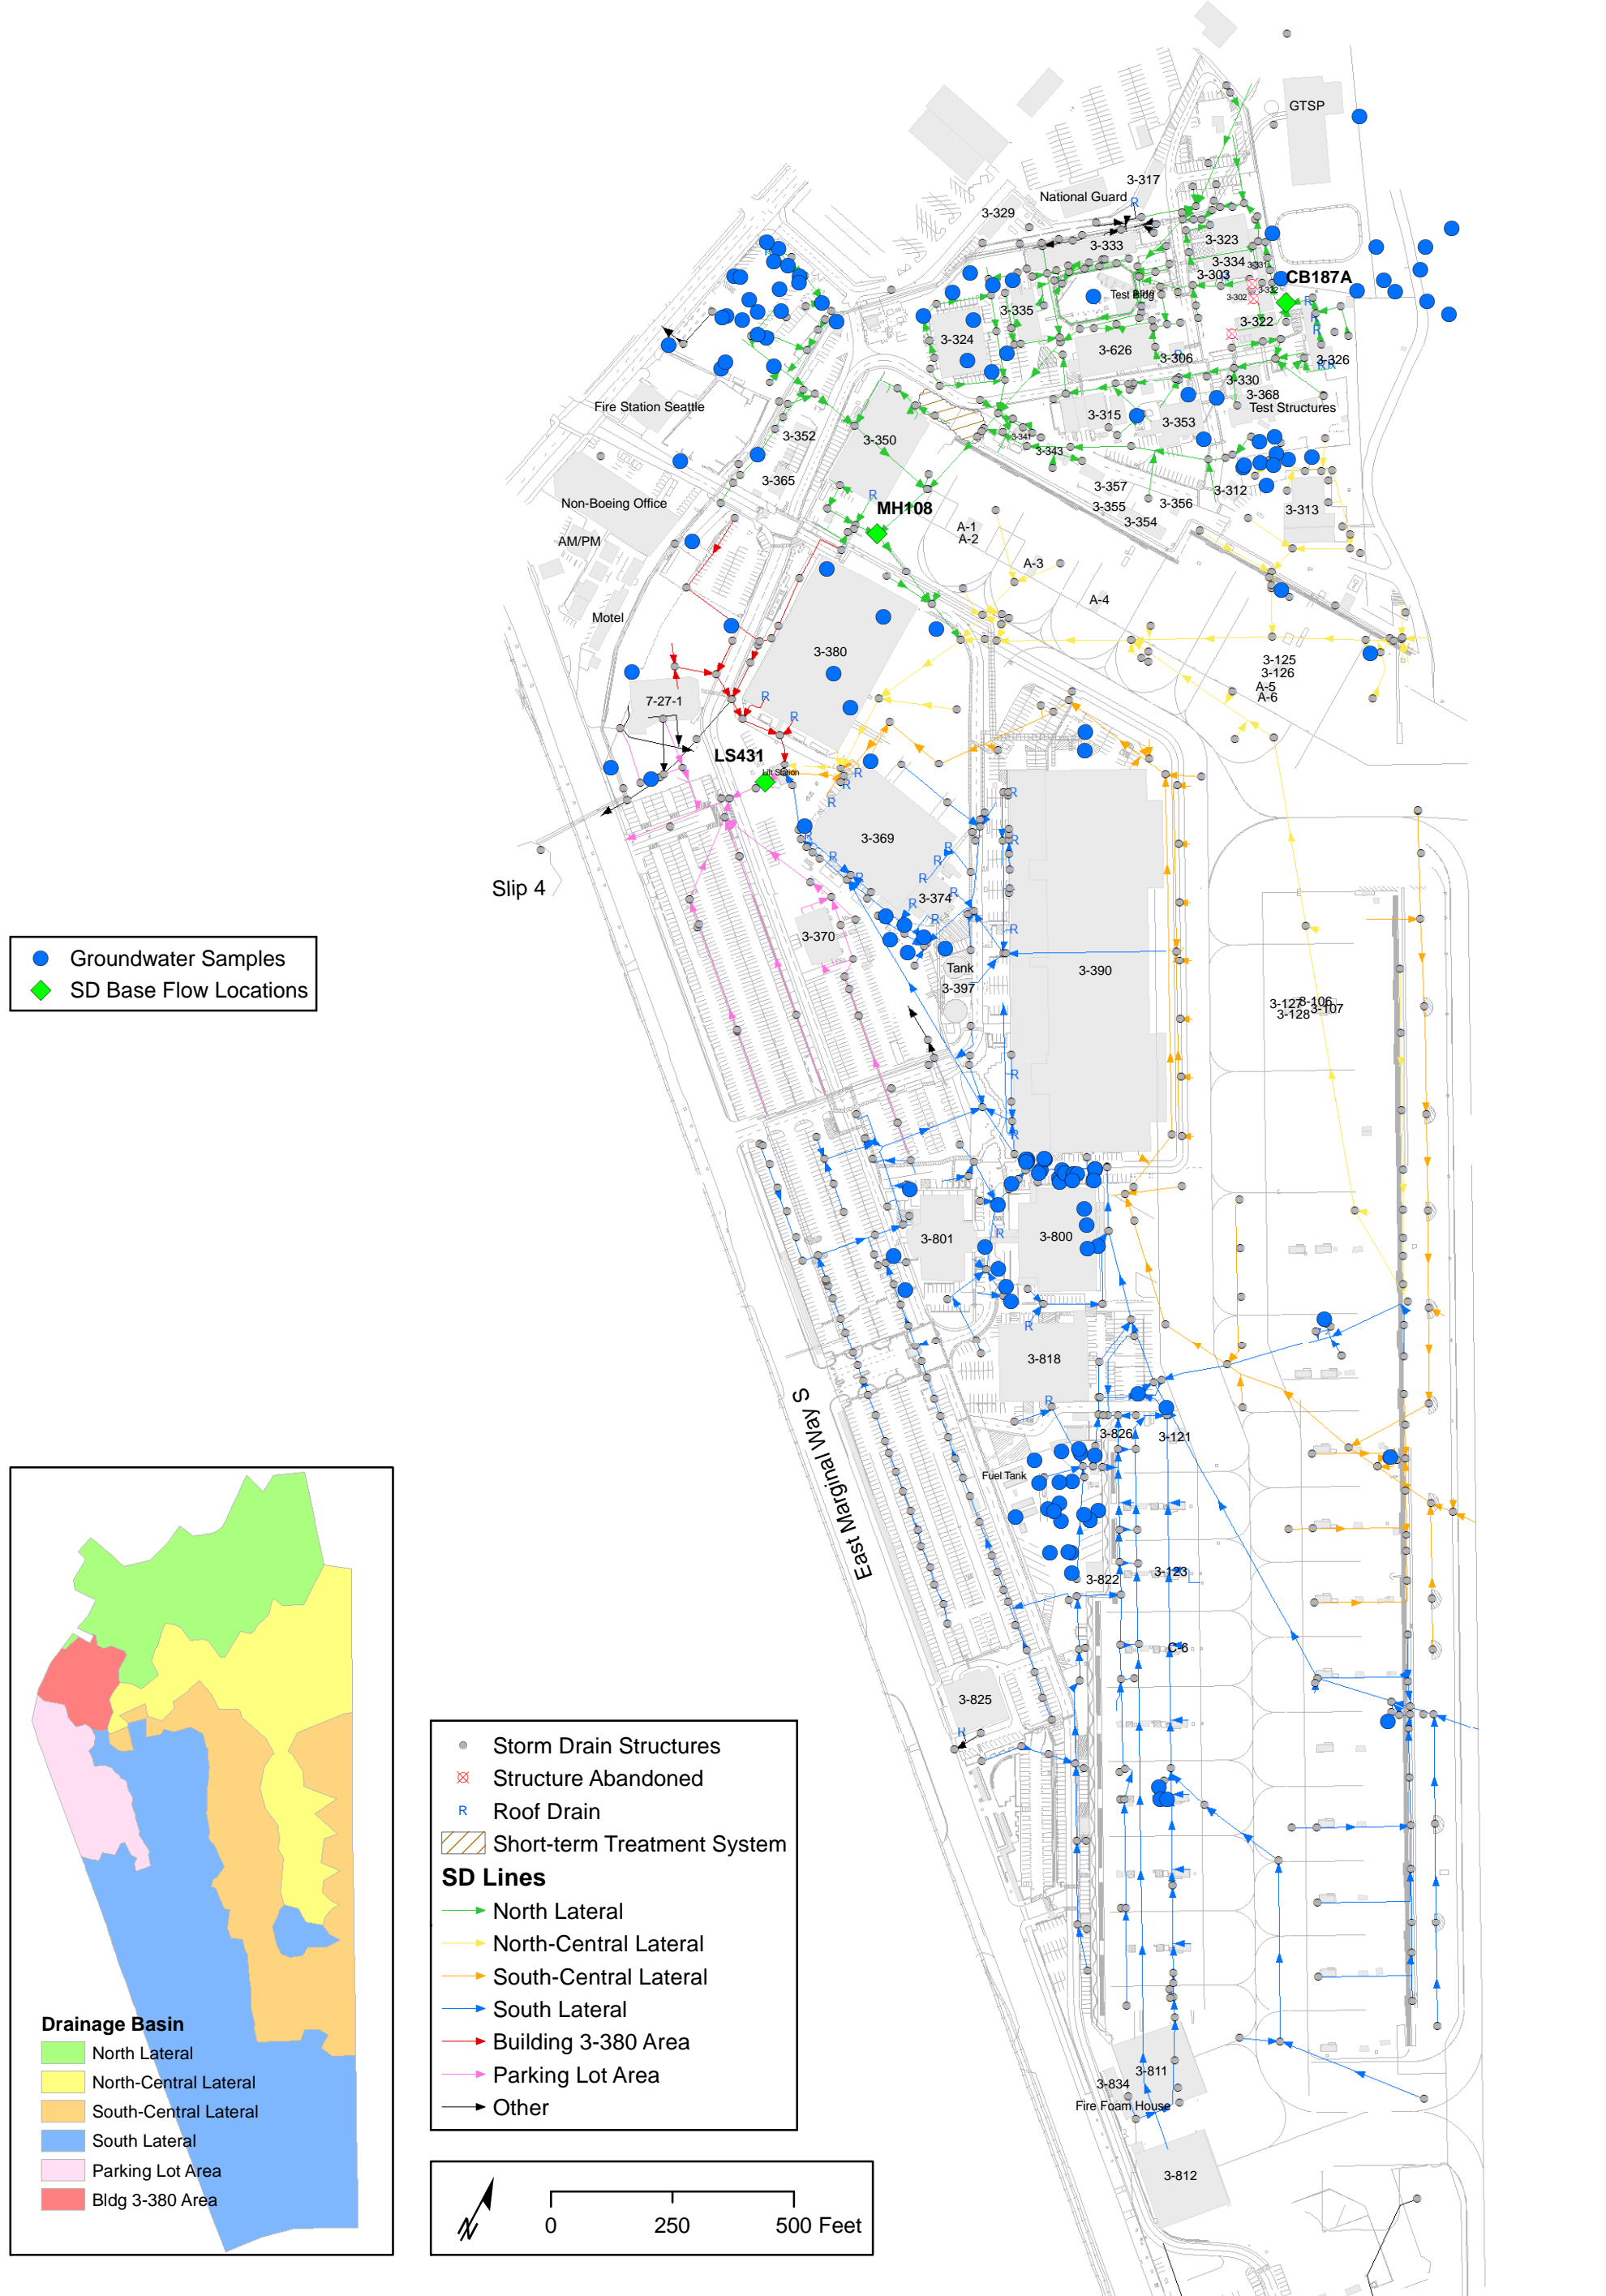 GTSP
3-317
National Guard
R
3-329
3-323
3-333
3-334
3-331
3-303
CB187A
3-332
Test Bldg
3-302
R
3-335
3-322
R
3-324
3-626
3-306
3-326
R
R
3-330
3-368
Test Structures
Fire Station Seattle
3-315
3-353
3-352
3-350
3-341
3-343
3-365
3-357
3-312
R
Non-Boeing Office
MH108
3-355
3-356
3-313
3-354
A-1
A-2
AM/PM
A-3
A-4
Motel
3-380
3-125
3-126
A-5
A-6
7-27-1
R
R
LS431
Lift Station
R
R
R
R
3-369
R
R
R
R
R
R
Slip 4
R
3-374
R
R
3-370
R
Tank
3-390
3-397
3-127
3-106
3-107
3-128
R
R
3-801
R
3-800
R
3-818
R
East Marginal Way S
3-826
3-121
Fuel Tank
3-822
3-123
C-6
3-825
R
3-811
3-834
Fire Foam House
3-812
Groundwater Samples
SD Base Flow Locations
Drainage Basin
North Lateral
North-Central Lateral
South-Central Lateral
South Lateral
Parking Lot Area
Bldg 3-380 Area
Storm Drain Structures
Structure Abandoned
R Roof Drain
Short-term Treatment System
SD Lines
North Lateral
North-Central Lateral
South-Central Lateral
South Lateral
Building 3-380 Area
Parking Lot Area
Other
N
0 250 500 Feet